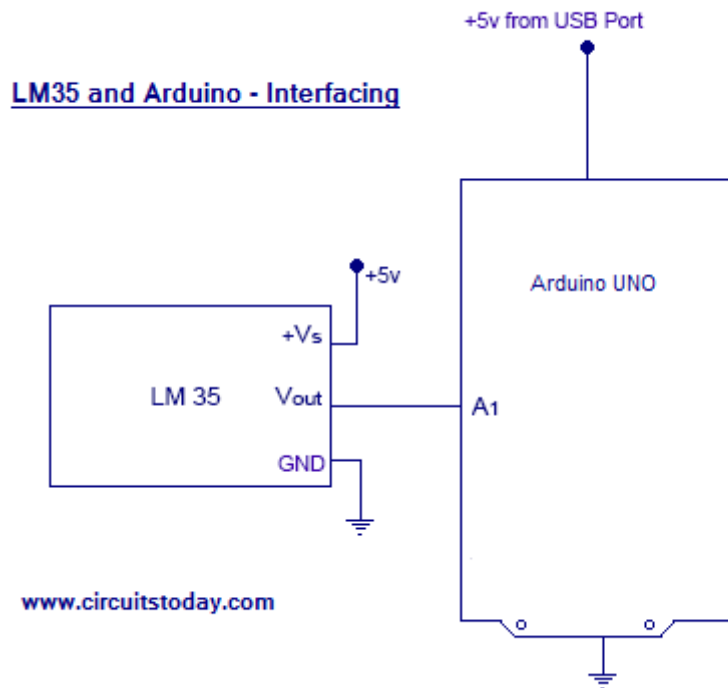 +5v from USB Port
LM35 and Arduino - Interfacing
+5v
Arduino UNO
+Vs
LM 35
Vout
A1
GND
www.circuitstoday.com